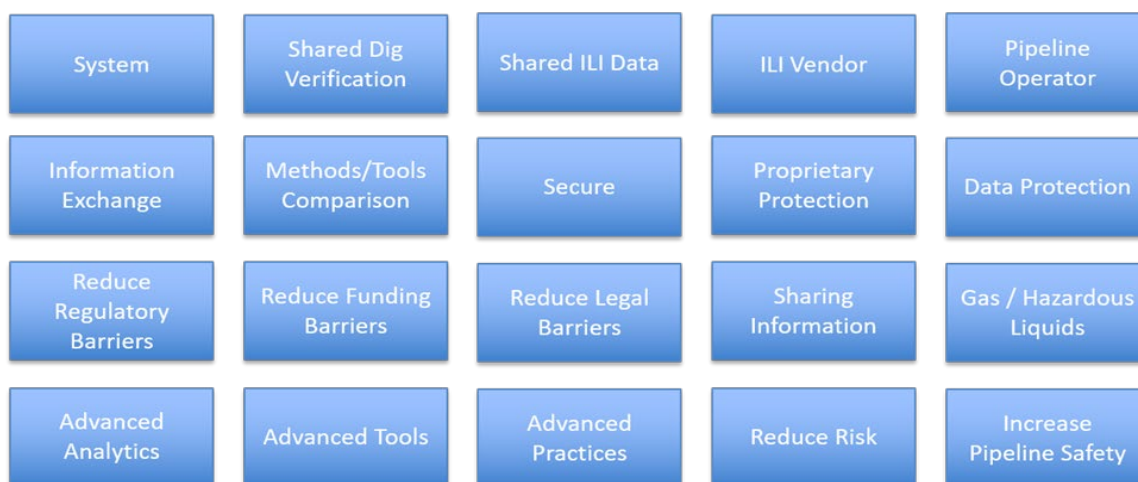 System
Shared Dig
Verification
Shared ILI Data
ILI Vendor
Pipeline
Operator
Information
Exchange
Methods/Tools
Comparison
Secure
Proprietary
Protection
Data Protection
Reduce
Regulatory
Barriers
Reduce Funding
Barriers
Reduce Legal
Barriers
Sharing
Information
Gas / Hazardous
Liquids
Advanced
Analytics
Advanced Tools
Advanced
Practices
Reduce Risk
Increase
Pipeline Safety